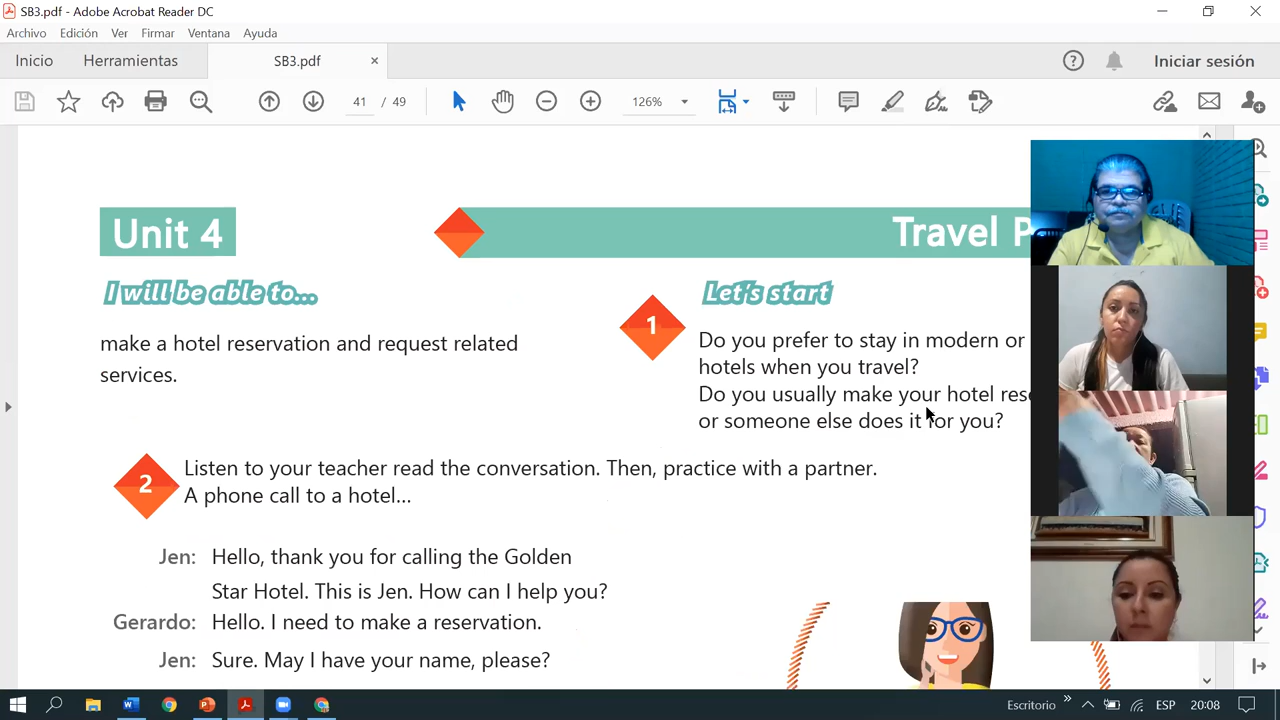 SB3.pdf - Adobe Acrobat Reader DC
Archivo Edición Ver Firmar Ventana Ayuda
Inicio Herramientas SB3.pdf Iniciar sesión
41 / 49 126%
Unit 4 Travel P
I will be able to... Let's start
make a hotel reservation and request related
services.
1
Do you prefer to stay in modern or
hotels when you travel?
Do you usually make your hotel rese
or someone else does it for you?
2 Listen to your teacher read the conversation. Then, practice with a partner.
A phone call to a hotel...
Jen: Hello, thank you for calling the Golden
Star Hotel. This is Jen. How can I help you?
Gerardo: Hello. I need to make a reservation.
Jen: Sure. May I have your name, please?
Escritorio ESP 20:08